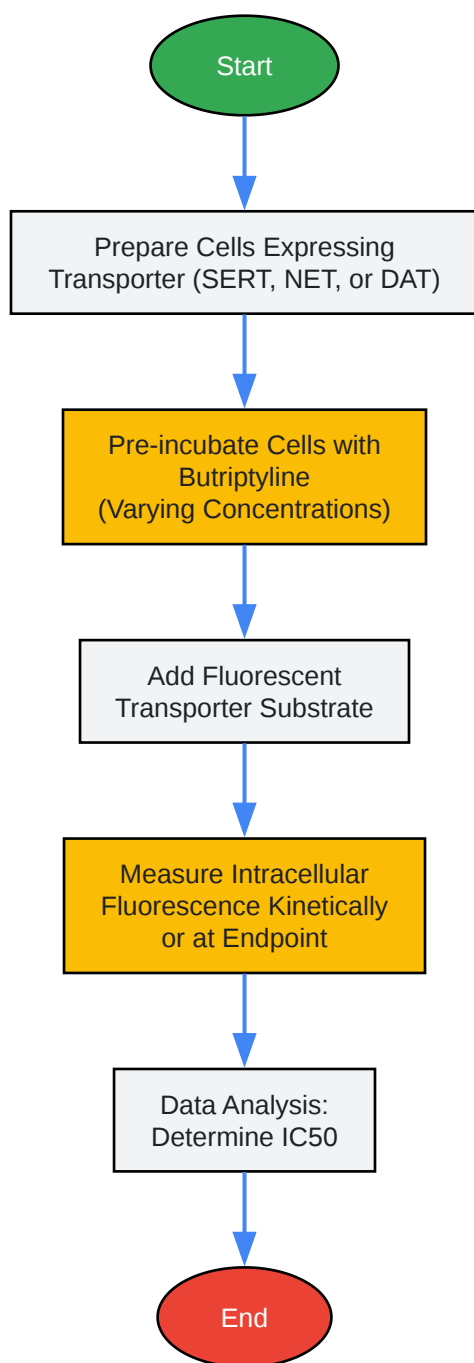 Start
Prepare Cells Expressing
Transporter (SERT, NET, or DAT)
Pre-incubate Cells with
Butriptyline
(Varying Concentrations)
Add Fluorescent
Transporter Substrate
Measure Intracellular
Fluorescence Kinetically
or at Endpoint
Data Analysis:
Determine IC50
End